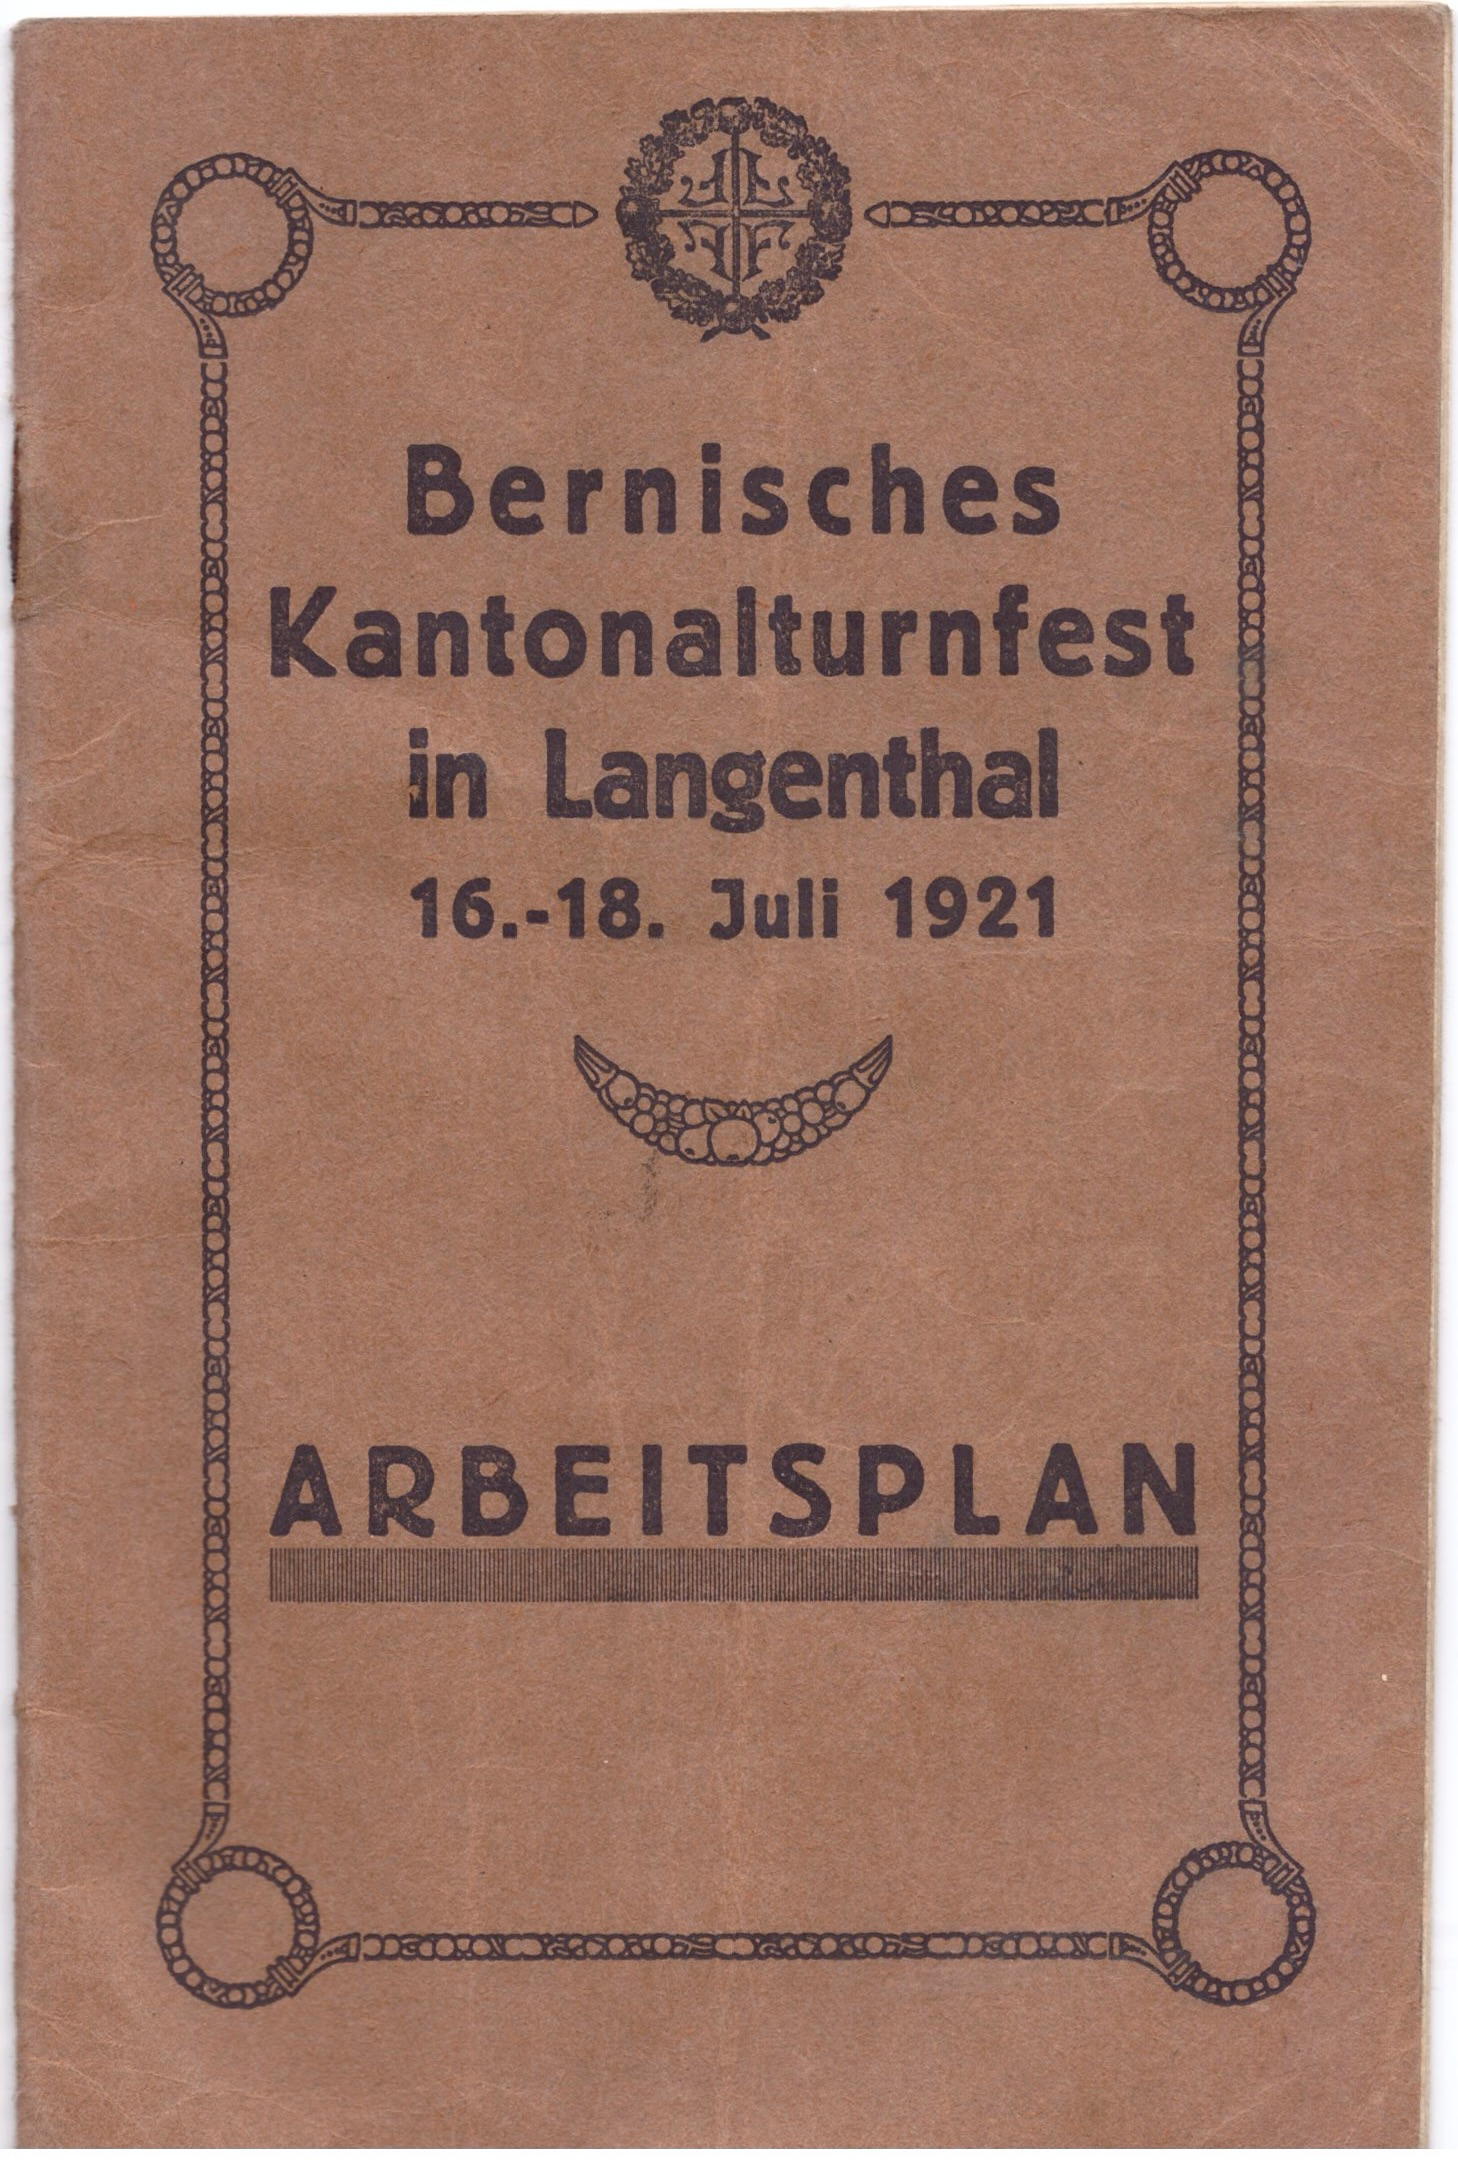 Bernisches
Kantonalturnfest
in Langenthal
16.-18. Juli 1921
ARBEITSPLAN